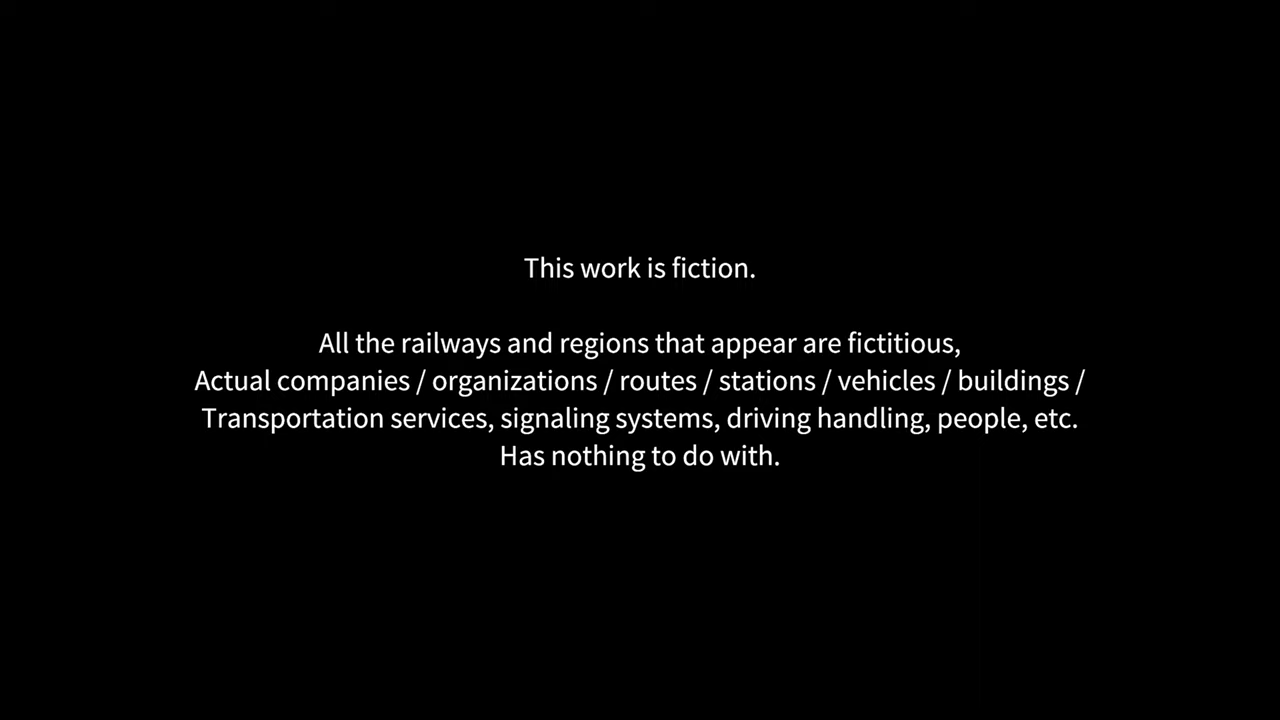 This work is fiction.
All the railways and regions that appear are fictitious,
Actual companies / organizations / routes / stations / vehicles / buildings /
Transportation services, signaling systems, driving handling, people, etc.
Has nothing to do with.